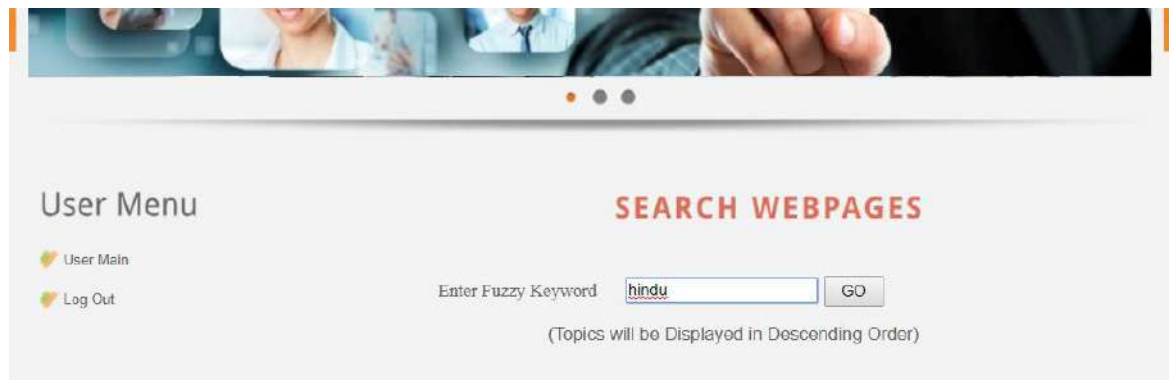 User Menu
User Main
Log Out
SEARCH WEBPAGES
Enter Fuzzy Keyword hindu GO
(Topics will be Displayed in Descending Order)